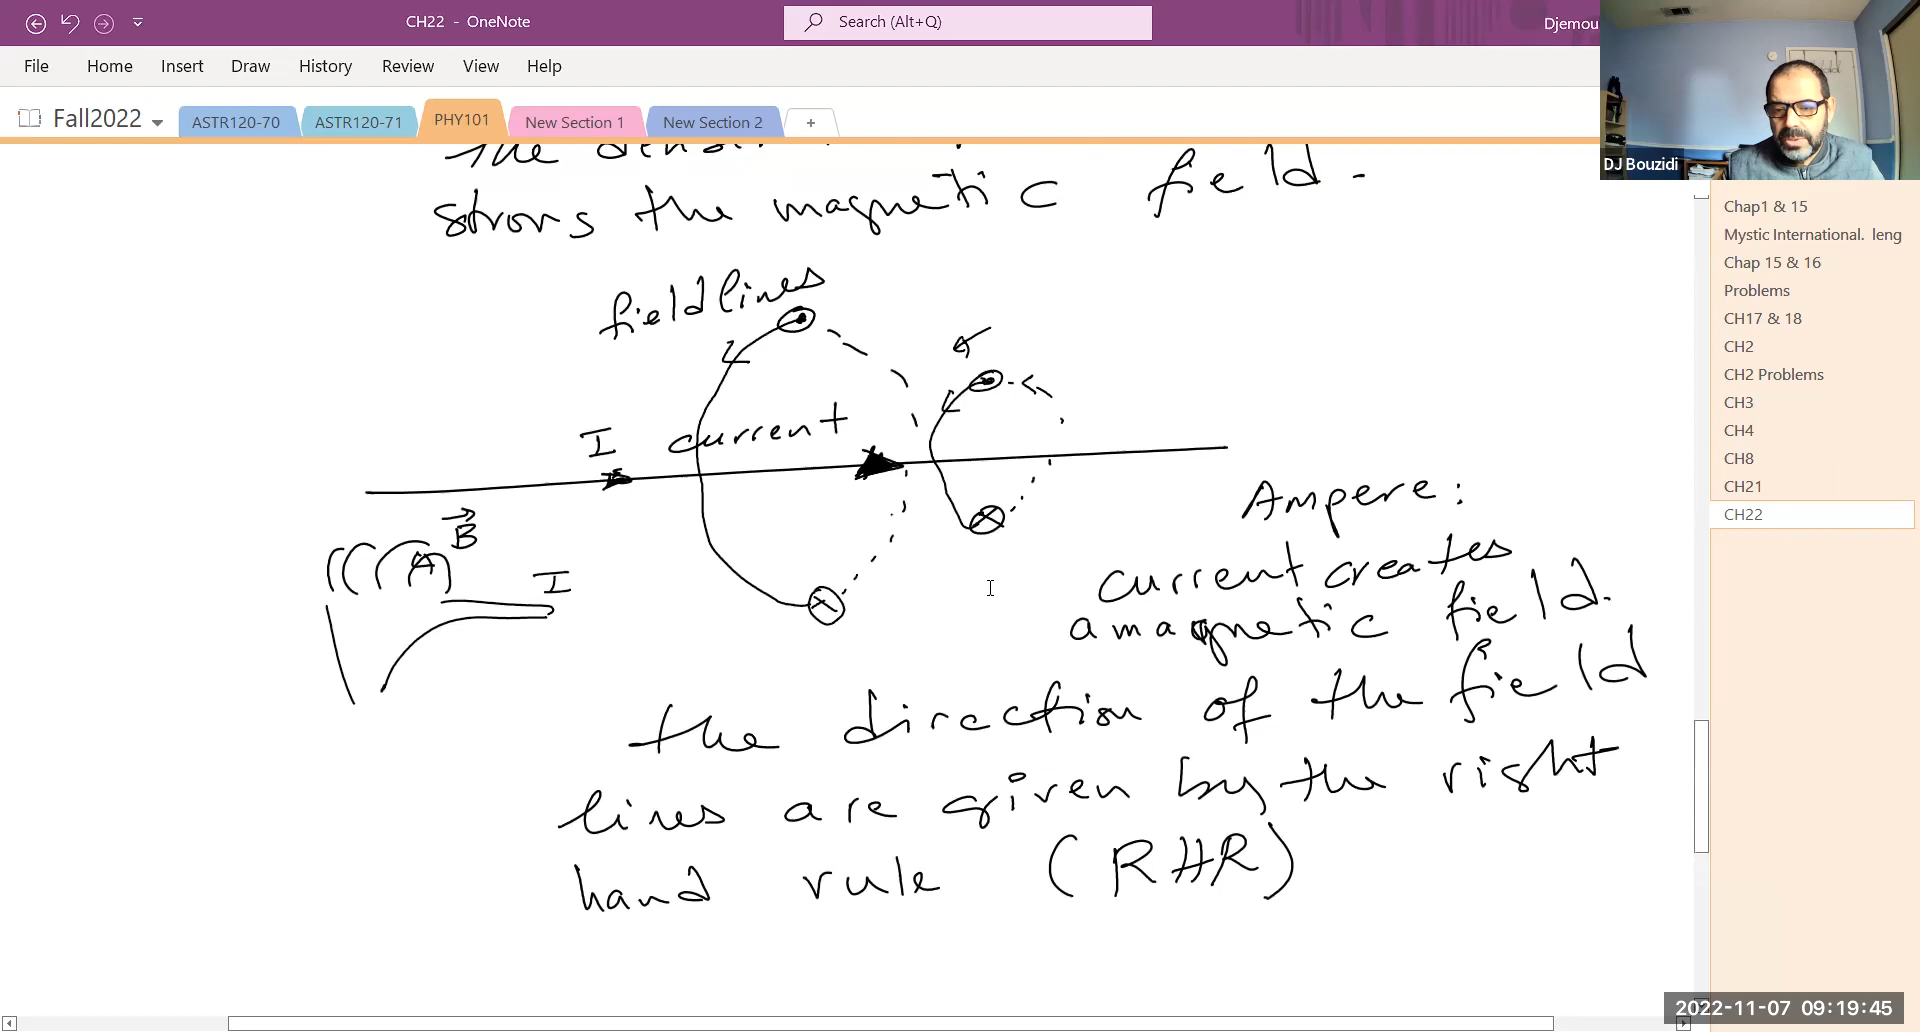 CH22 - OneNote
Search (Alt+Q)
Djemou
File Home Insert Draw History Review View Help
Fall2022 ASTR120-70 ASTR120-71 PHY101 New Section 1 New Section 2 +
DJ Bouzidi
Chap1 & 15
Mystic International. leng
Chap 15 & 16
Problems
CH17 & 18
CH2
CH2 Problems
CH3
CH4
CH8
CH21
CH22
the
strong the magnetic field.
field lines
I current
B
I
Ampere:
current creates
a magnetic field.
the direction of the field
lines are given by the right
hand rule (RHR)
2022-11-07 09:19:45